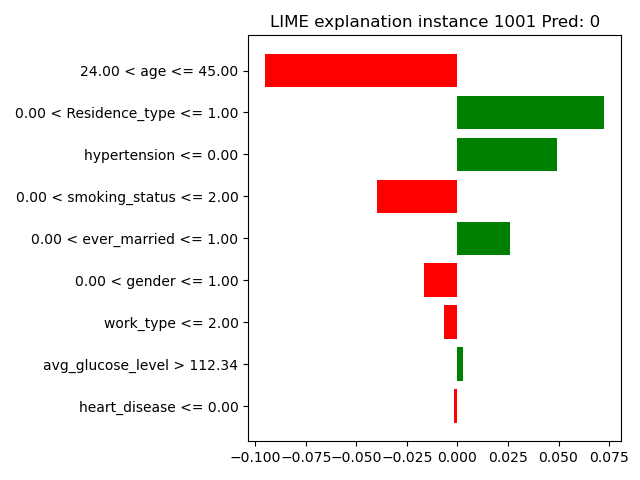 LIME explanation instance 1001 Pred: 0
24.00 < age <= 45.00
0.00 < Residence_type <= 1.00
hypertension <= 0.00
0.00 < smoking_status <= 2.00
0.00 < ever_married <= 1.00
0.00 < gender <= 1.00
work_type <= 2.00
avg_glucose_level > 112.34
heart_disease <= 0.00
−0.100 −0.075 −0.050 −0.025 0.000 0.025 0.050 0.075